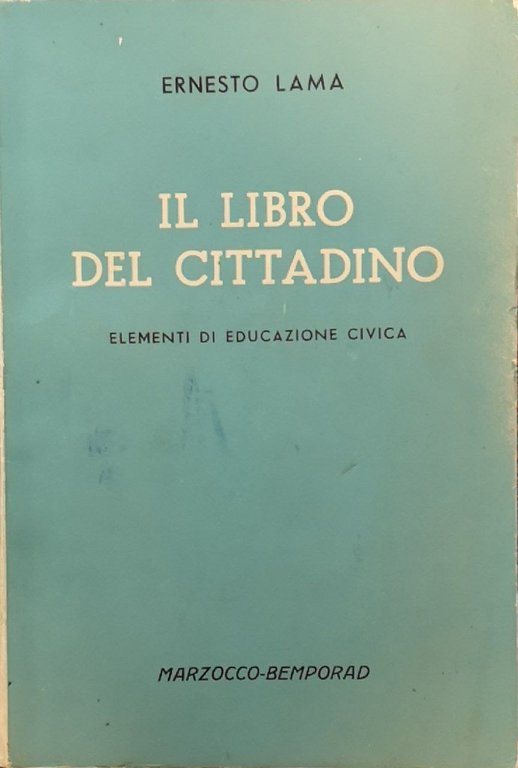 ERNESTO LAMA
IL LIBRO
DEL CITTADINO
ELEMENTI DI EDUCAZIONE CIVICA
MARZOCCO-BEMPORAD